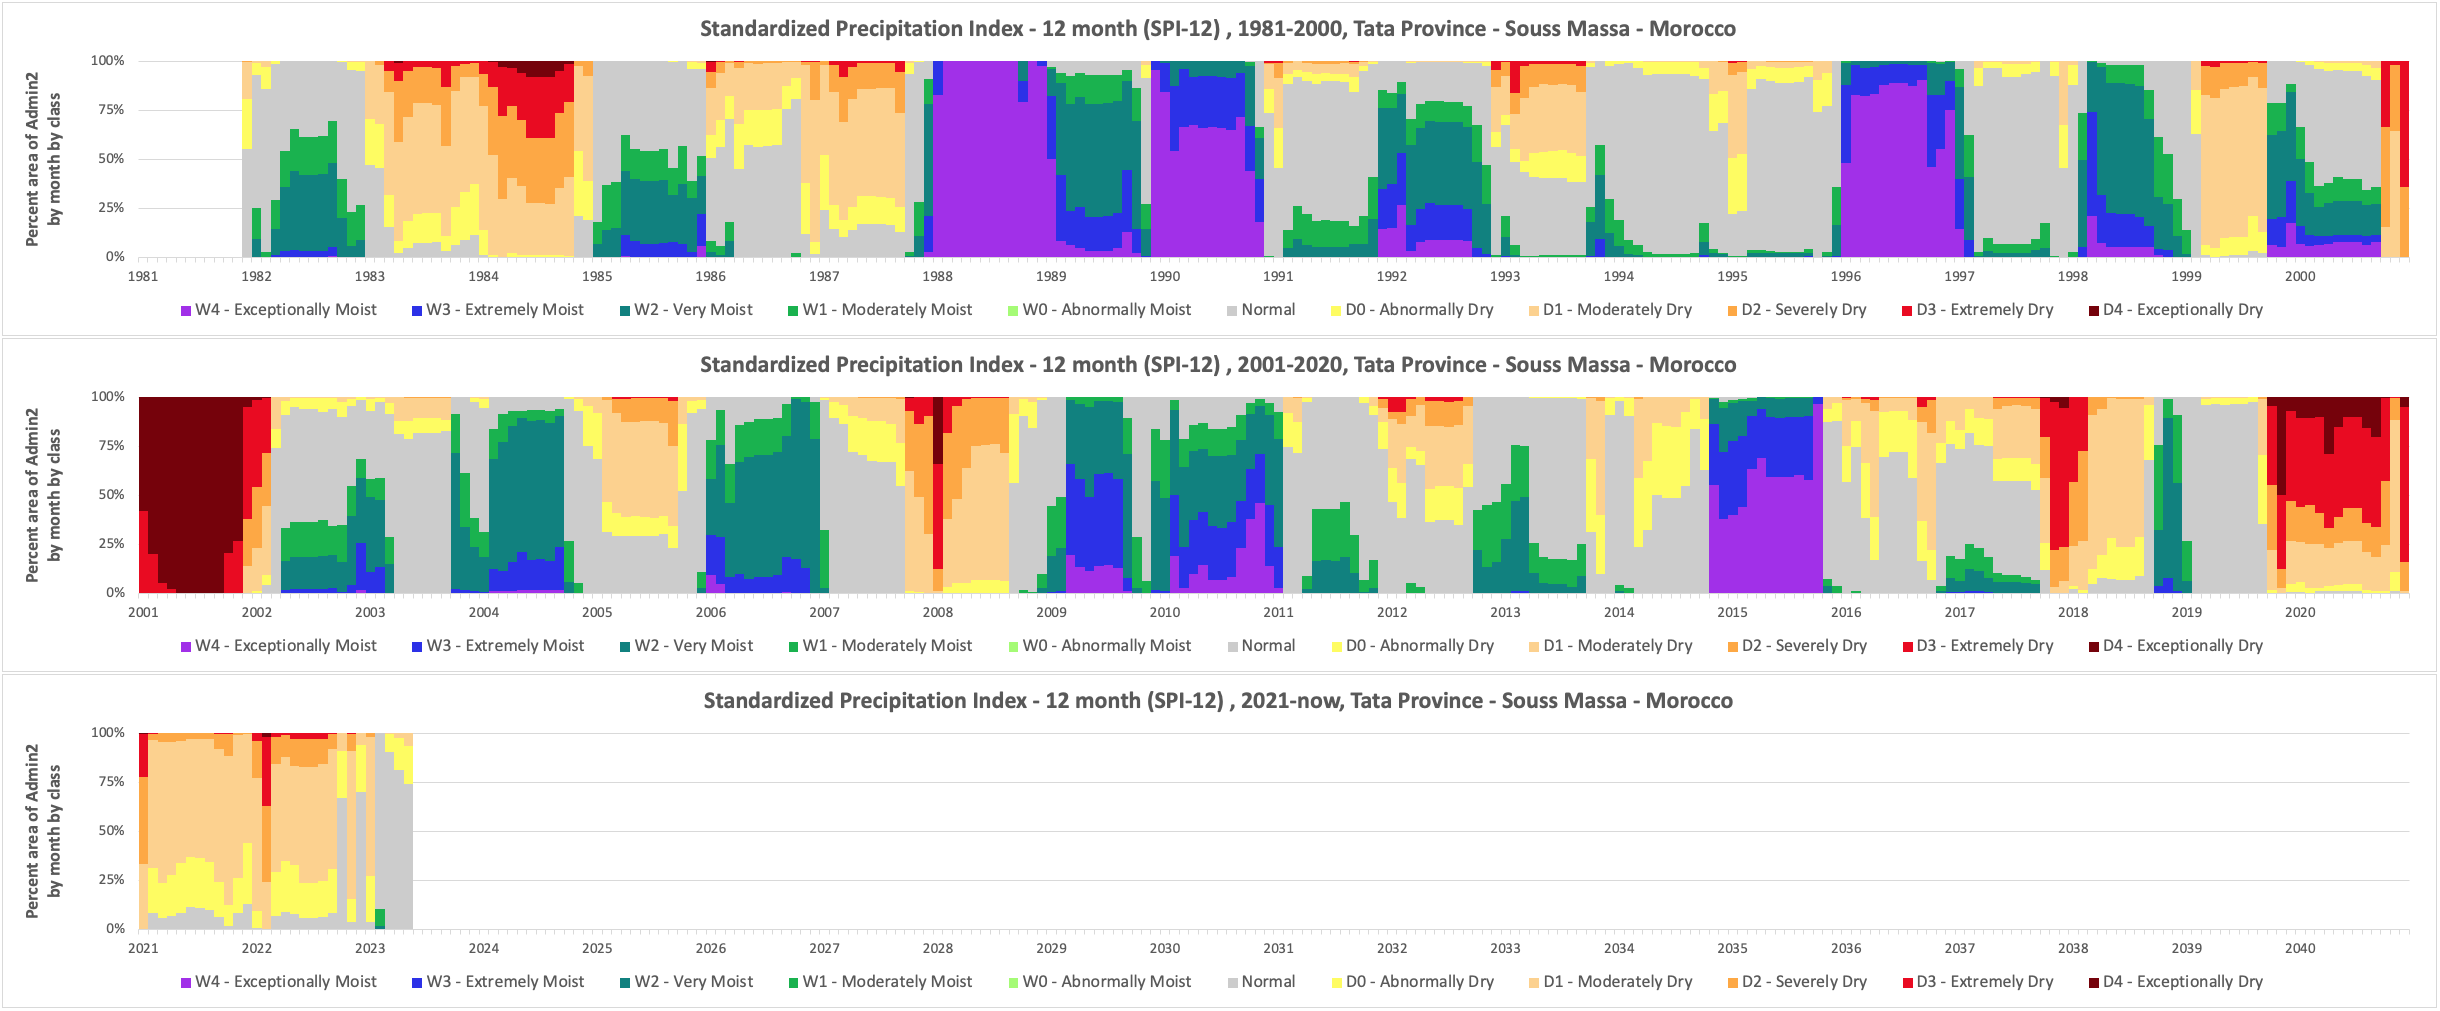 Standardized Precipitation Index - 12 month (SPI-12) , 1981-2000, Tata Province - Souss Massa - Morocco
Percent area of Admin2
by month by class
100%
75%
50%
25%
0%
1981 1982 1983 1984 1985 1986 1987 1988 1989 1990 1991 1992 1993 1994 1995 1996 1997 1998 1999 2000
W4 - Exceptionally Moist W3 - Extremely Moist W2 - Very Moist W1 - Moderately Moist W0 - Abnormally Moist Normal D0 - Abnormally Dry D1 - Moderately Dry D2 - Severely Dry D3 - Extremely Dry D4 - Exceptionally Dry
Standardized Precipitation Index - 12 month (SPI-12) , 2001-2020, Tata Province - Souss Massa - Morocco
Percent area of Admin2
by month by class
100%
75%
50%
25%
0%
2001 2002 2003 2004 2005 2006 2007 2008 2009 2010 2011 2012 2013 2014 2015 2016 2017 2018 2019 2020
W4 - Exceptionally Moist W3 - Extremely Moist W2 - Very Moist W1 - Moderately Moist W0 - Abnormally Moist Normal D0 - Abnormally Dry D1 - Moderately Dry D2 - Severely Dry D3 - Extremely Dry D4 - Exceptionally Dry
Standardized Precipitation Index - 12 month (SPI-12) , 2021-now, Tata Province - Souss Massa - Morocco
Percent area of Admin2
by month by class
100%
75%
50%
25%
0%
2021 2022 2023 2024 2025 2026 2027 2028 2029 2030 2031 2032 2033 2034 2035 2036 2037 2038 2039 2040
W4 - Exceptionally Moist W3 - Extremely Moist W2 - Very Moist W1 - Moderately Moist W0 - Abnormally Moist Normal D0 - Abnormally Dry D1 - Moderately Dry D2 - Severely Dry D3 - Extremely Dry D4 - Exceptionally Dry